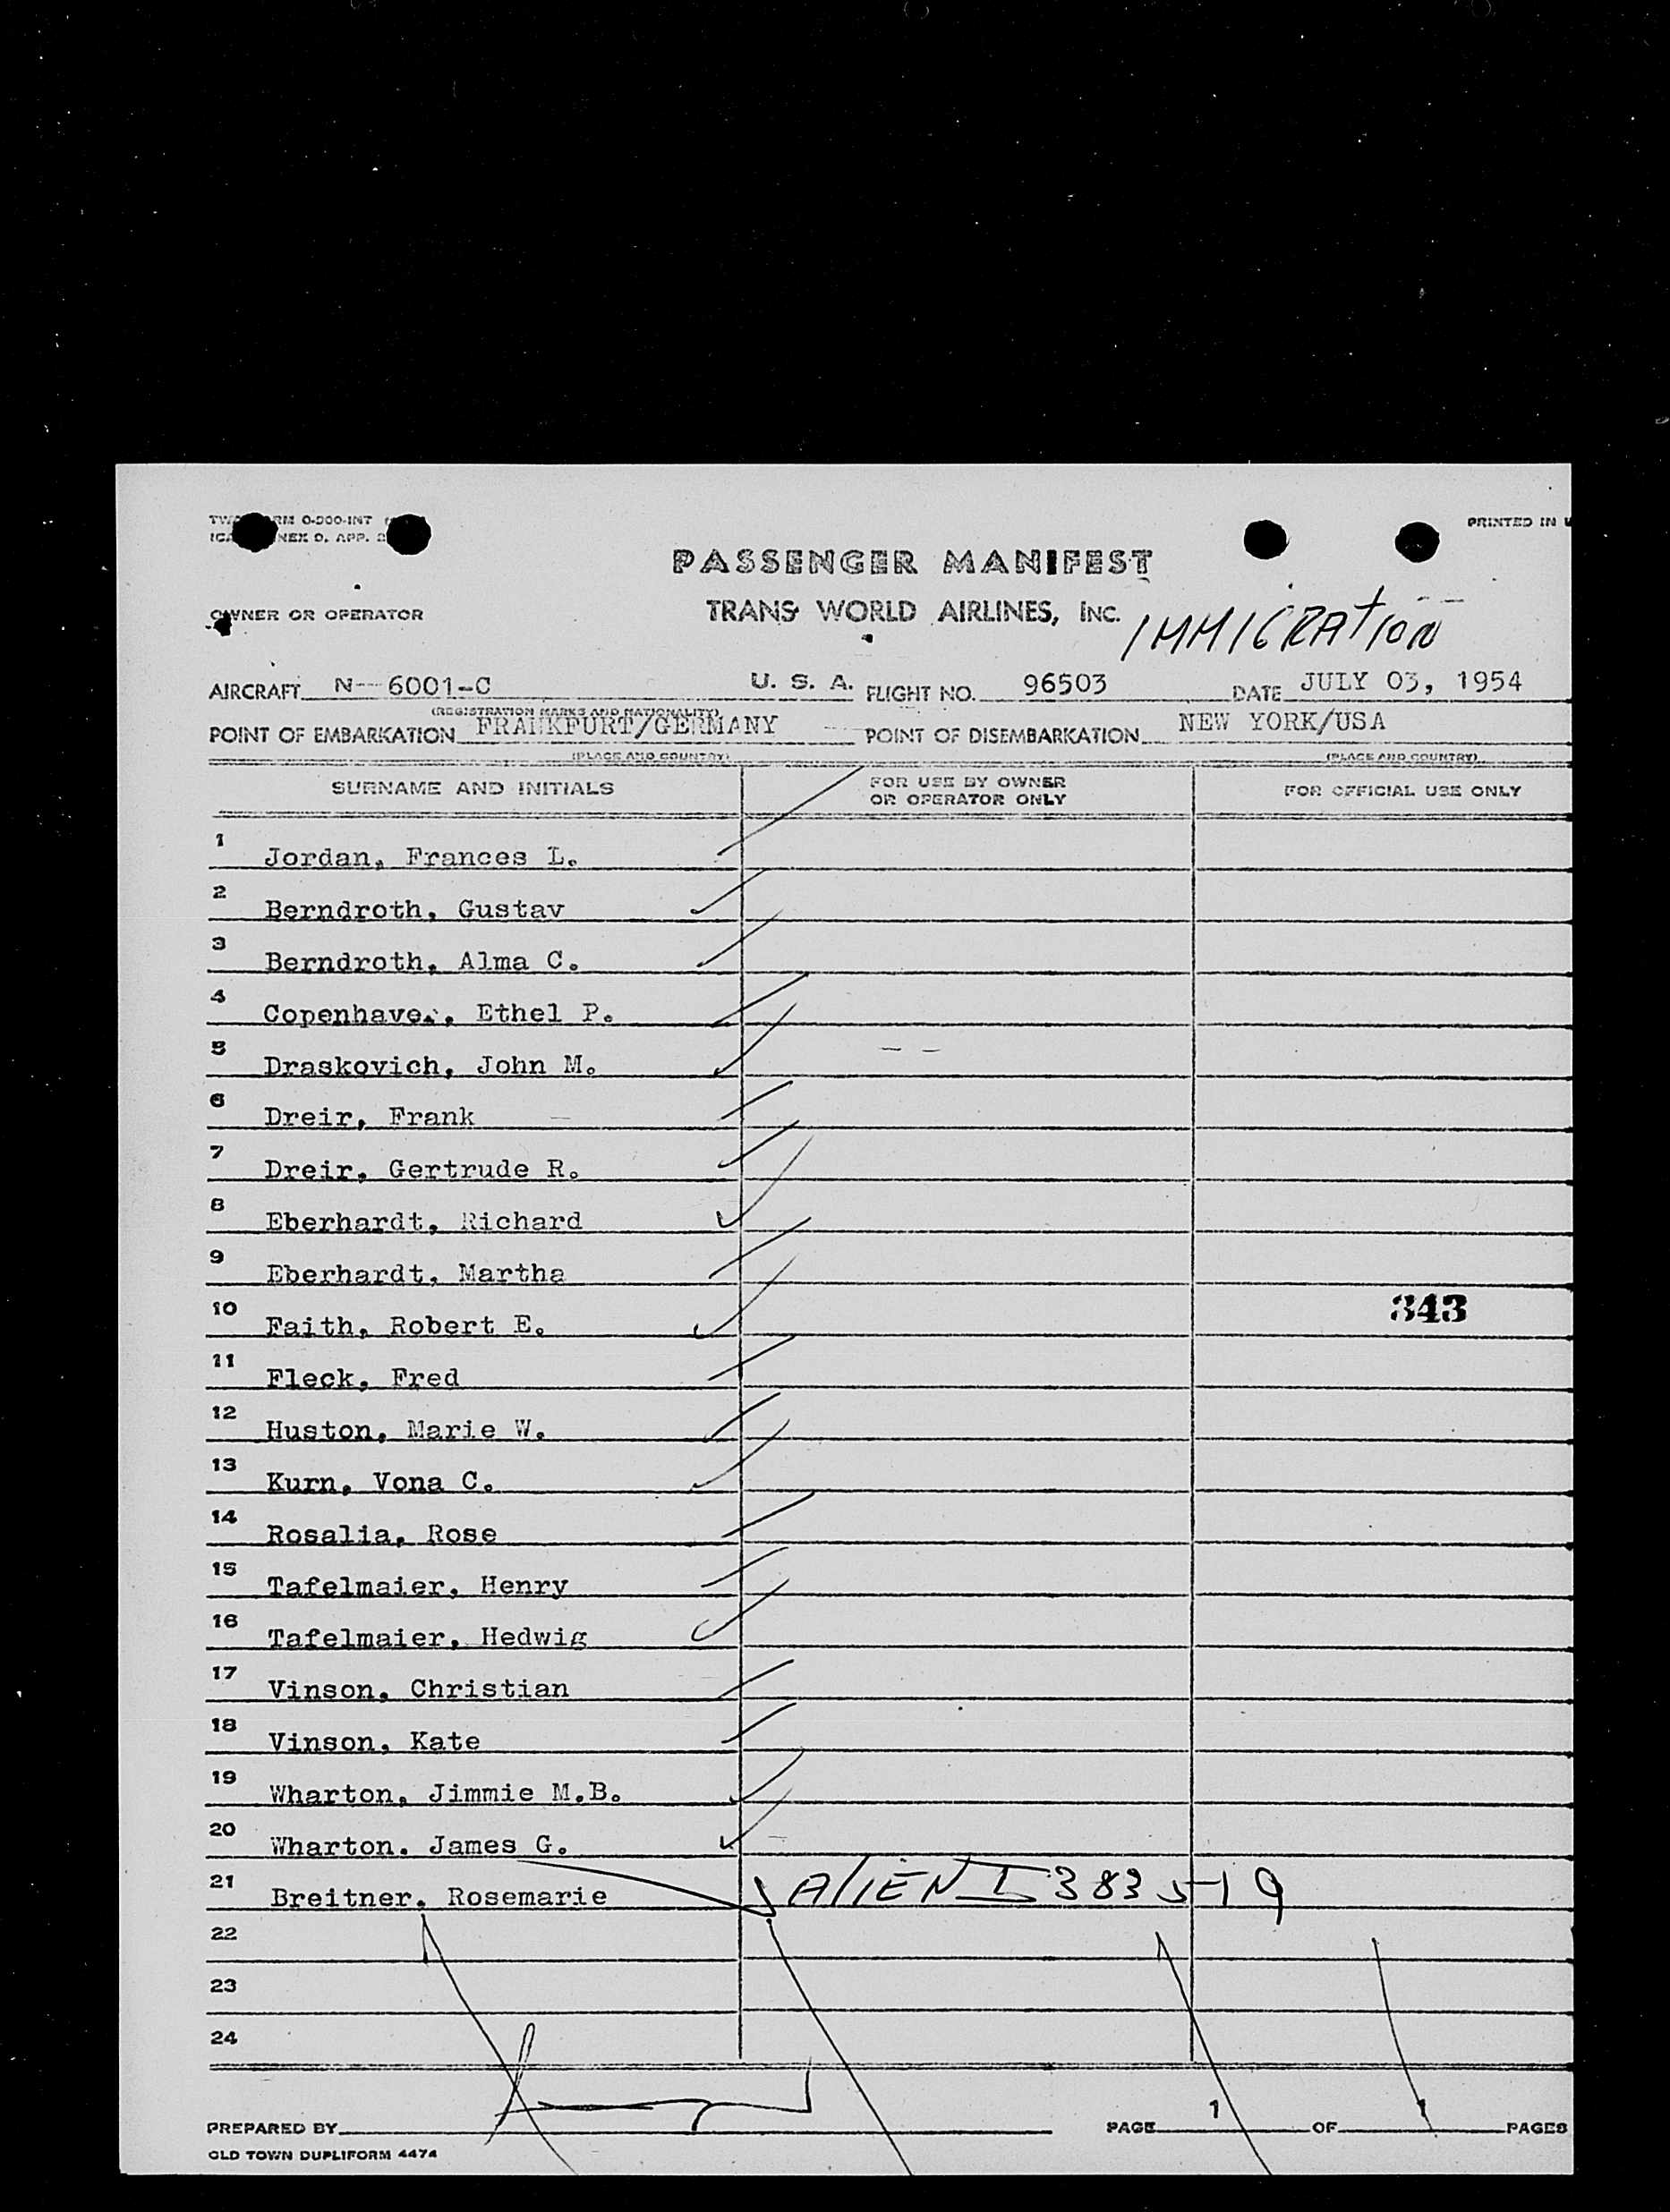 PRINTED IN
PASSENGER MANIFEST
OWNER OR OPERATOR TRANS WORLD AIRLINES, INC. IMMIGRATION
AIRCRAFT N-6001-C U. S. A. FLIGHT NO. 96503 DATE JULY 03, 1954
(REGISTRATION MARKS AND NATIONALITY)
POINT OF EMBARKATION FRANKFURT/GERMANY POINT OF DISEMBARKATION NEW YORK/USA
(PLACE AND COUNTRY) (PLACE AND COUNTRY)
SURNAME AND INITIALS FOR USE BY OWNER OR OPERATOR ONLY FOR OFFICIAL USE ONLY
1 Jordan, Frances L.
2 Berndroth, Gustav
3 Berndroth, Alma C.
4 Ethel P.
5 Draskovich, John M.
6 Dreir, Frank
7 Dreir, Gertrude R.
8 Eberhardt, Richard
9 Eberhardt, Martha
10 Faith, Robert E. 343
11 Fleck, Fred
12 Huston, Marie W.
13 Kurn, Vona C.
14 Rosalia, Rose
15 Tafelmaier, Henry
16 Tafelmaier, Hedwig
17 Vinson, Christian
18 Vinson, Kate
19 Wharton, Jimmie M.B.
20 Wharton. James G.
21 Breitner, Rosemarie ALIEN I 383519
22
23
24
PREPARED BY PAGE 1 OF 1 PAGES
OLD TOWN DUPLIFORM 4474